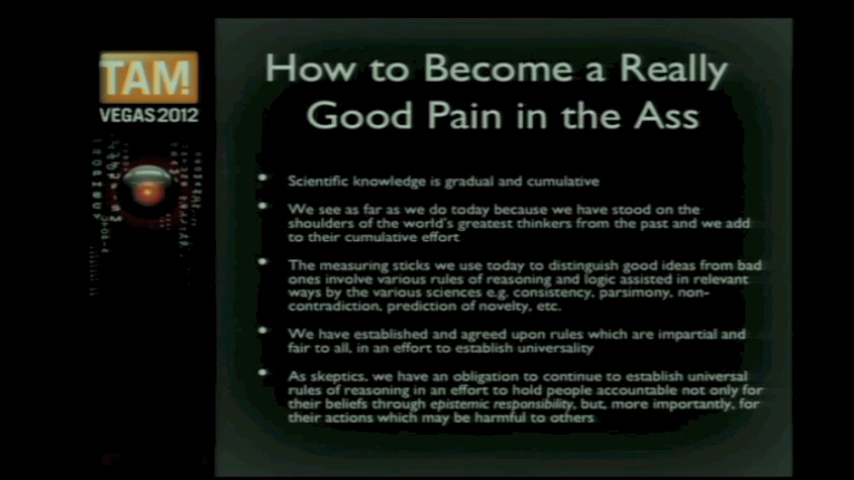 TAM!
VEGAS 2012
How to Become a Really
Good Pain in the Ass
Scientific knowledge is gradual and cumulative
We see as far as we do today because we have stood on the
shoulders of the world's greatest thinkers from the past and we add
to their cumulative effort
The measuring sticks we use today to distinguish good ideas from bad
ones involve various rules of reasoning and logic assisted in relevant
ways by the various sciences e.g. consistency, parsimony, non-
contradiction, prediction of novelty, etc.
We have established and agreed upon rules which are impartial and
fair to all, in an effort to establish universality
As skeptics, we have an obligation to continue to establish universal
rules of reasoning in an effort to hold people accountable not only for
their beliefs through epistemic responsibility, but, more importantly, for
their actions which may be harmful to others